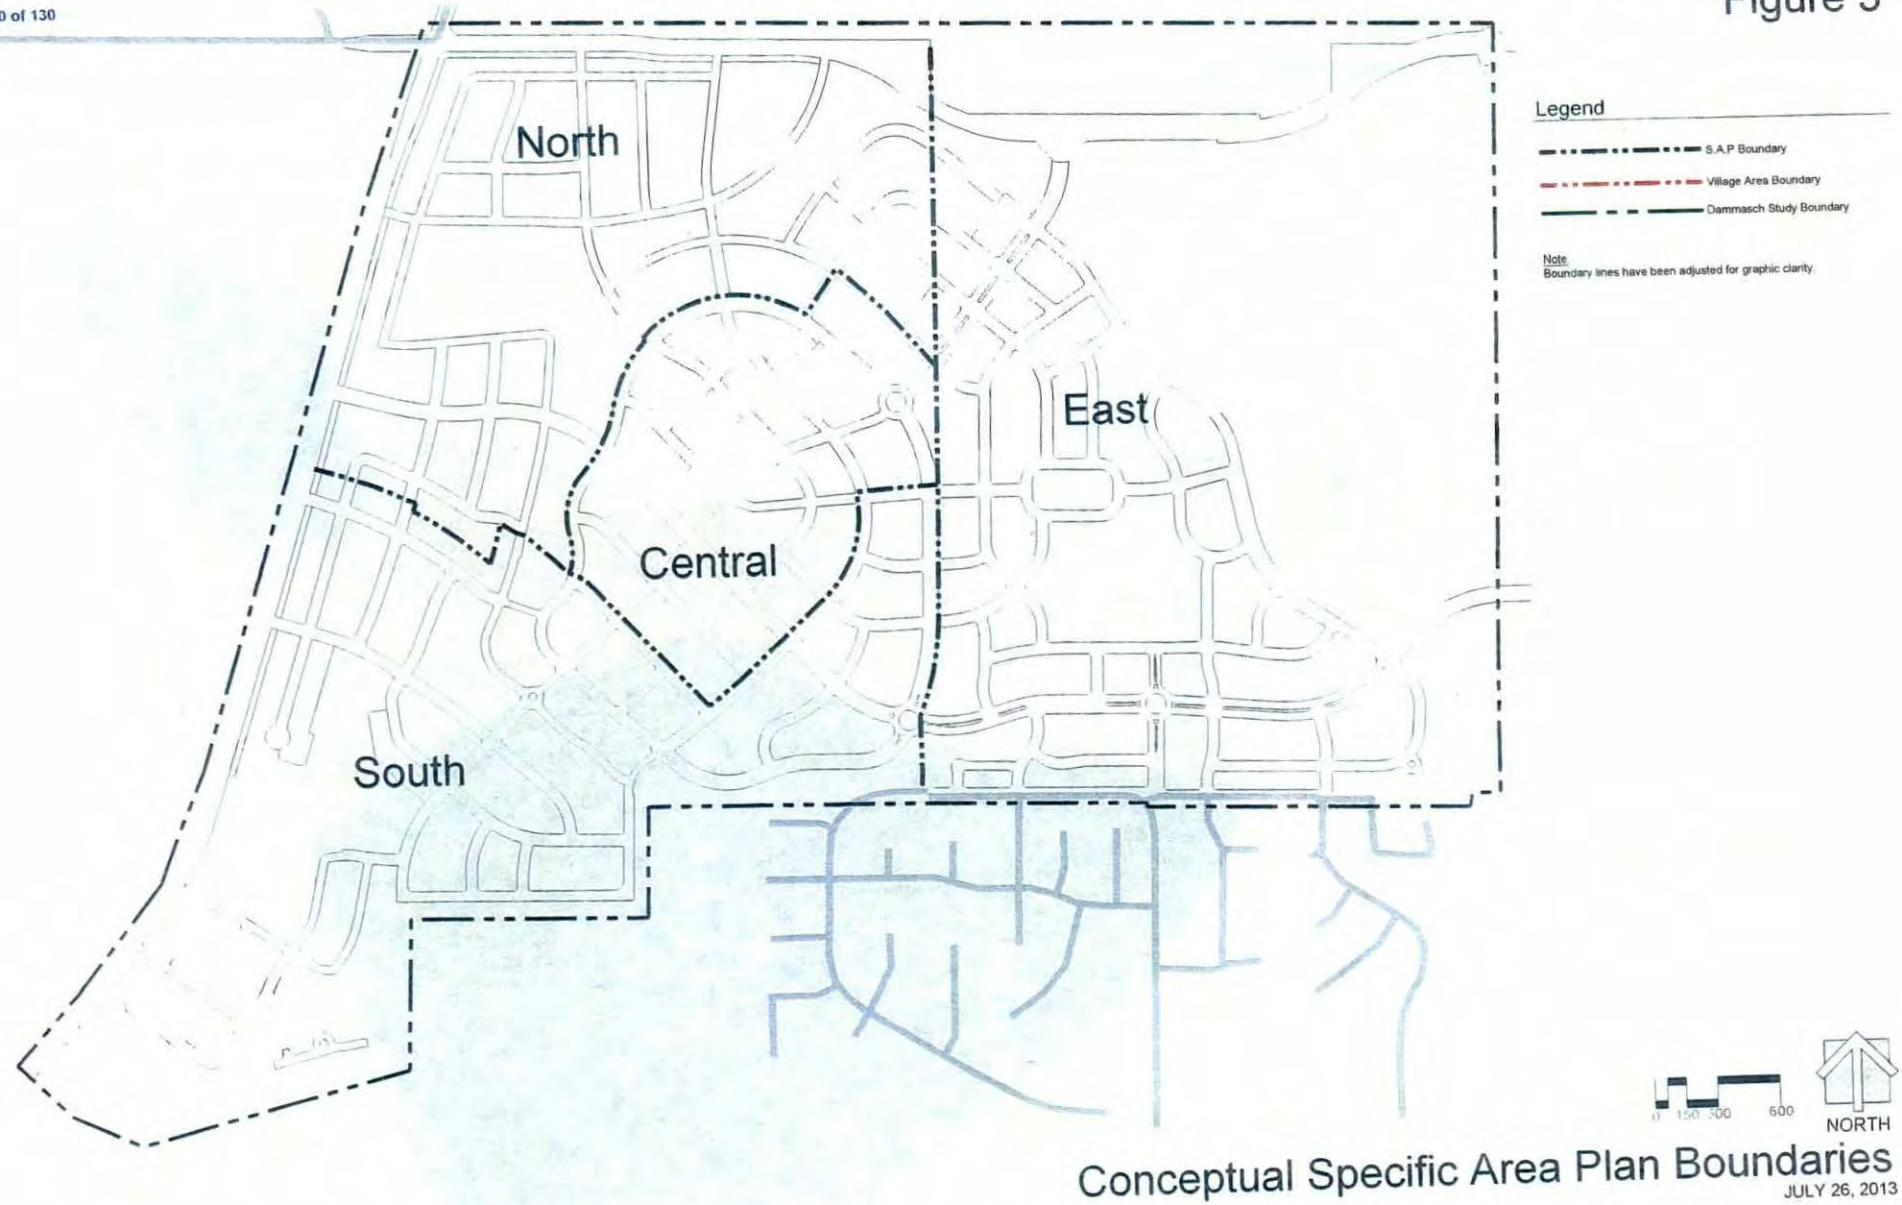 0 of 130
Figure 3
Legend
S.A.P Boundary
Village Area Boundary
Dammasch Study Boundary
Note
Boundary lines have been adjusted for graphic clarity.
North
East
Central
South
0 150 300 600
NORTH
Conceptual Specific Area Plan Boundaries
JULY 26, 2013